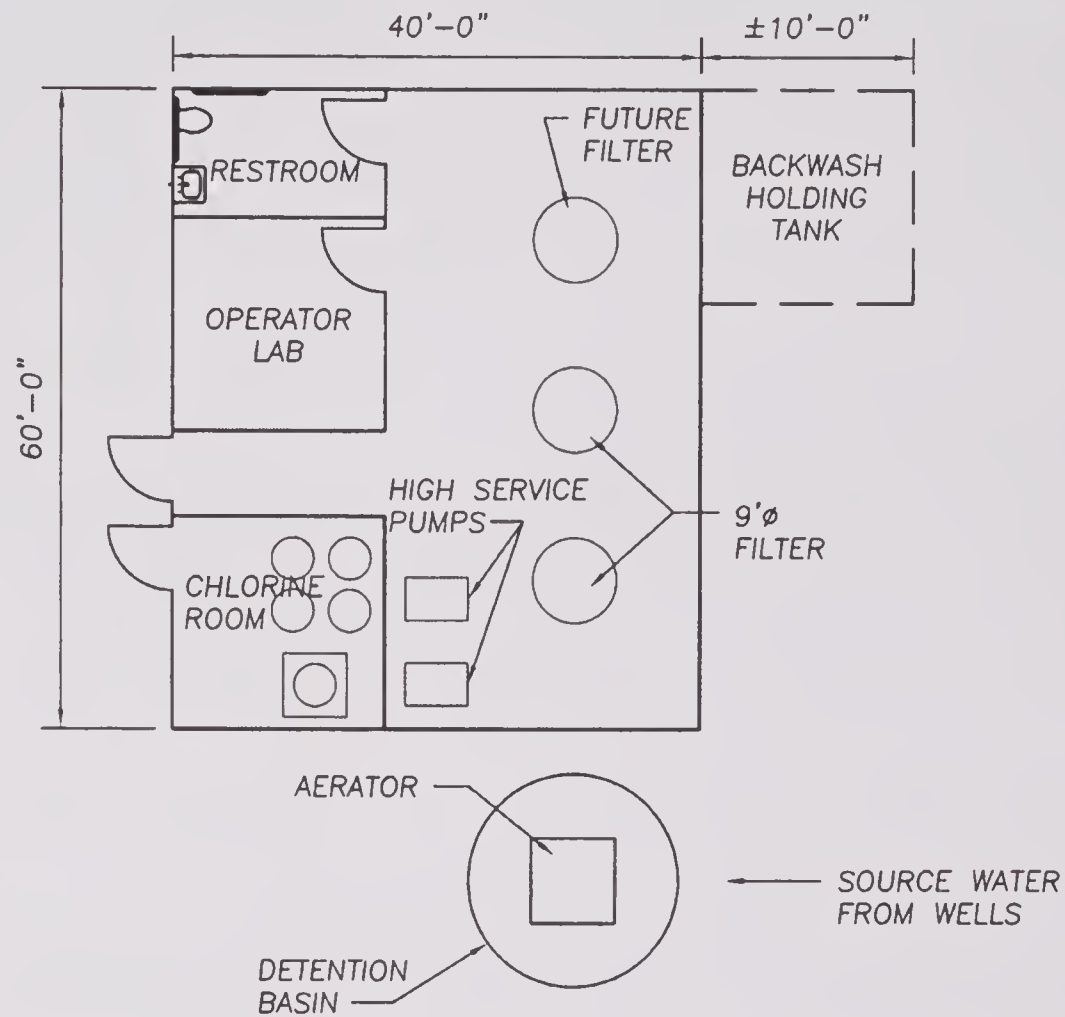 40'-0"
±10'-0"
FUTURE
FILTER
BACKWASH
HOLDING
TANK
RESTROOM
OPERATOR
LAB
60'-0"
HIGH SERVICE
PUMPS
9'ø
FILTER
CHLORINE
ROOM
AERATOR
SOURCE WATER
FROM WELLS
DETENTION
BASIN